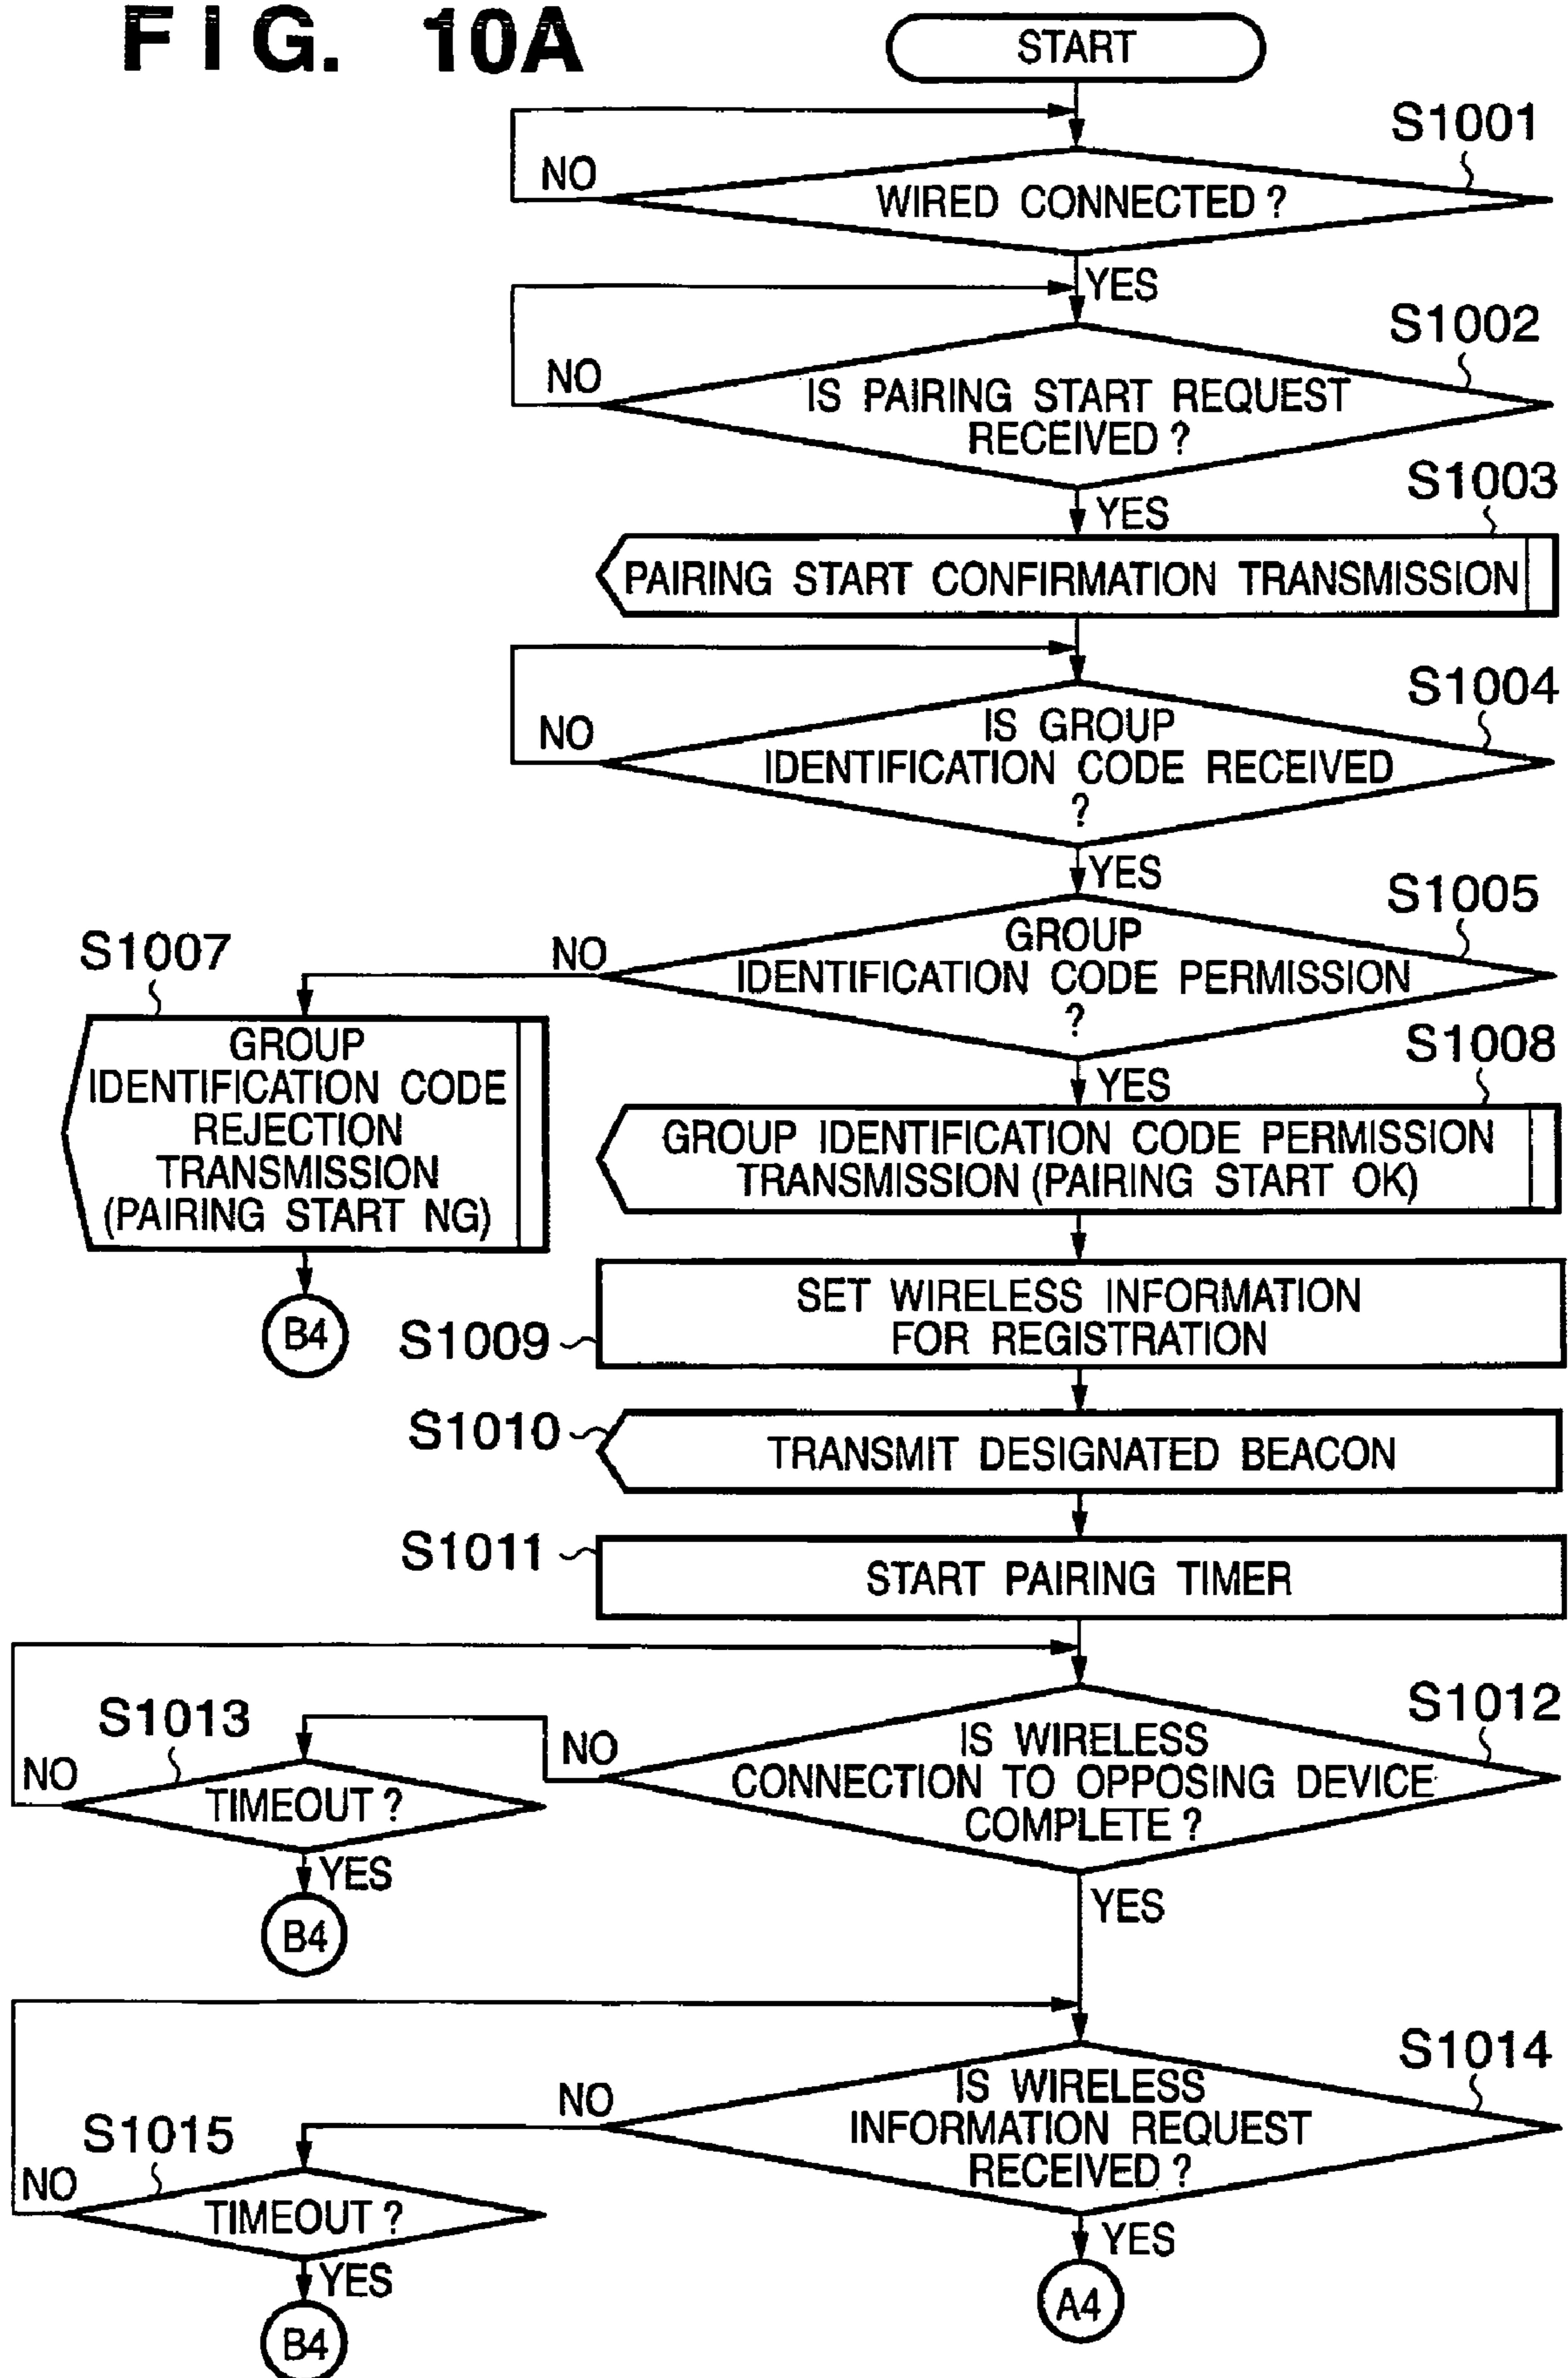 FIG. 10A
START
S1001
NO
WIRED CONNECTED ?
YES
S1002
NO
IS PAIRING START REQUEST
RECEIVED ?
YES
S1003
PAIRING START CONFIRMATION TRANSMISSION
S1004
NO
IS GROUP
IDENTIFICATION CODE RECEIVED
?
YES
S1005
NO
GROUP
IDENTIFICATION CODE PERMISSION
?
S1007
GROUP
IDENTIFICATION CODE
REJECTION
TRANSMISSION
(PAIRING START NG)
B4
YES
S1008
GROUP IDENTIFICATION CODE PERMISSION
TRANSMISSION (PAIRING START OK)
S1009
SET WIRELESS INFORMATION
FOR REGISTRATION
S1010
TRANSMIT DESIGNATED BEACON
S1011
START PAIRING TIMER
S1012
NO
IS WIRELESS
CONNECTION TO OPPOSING DEVICE
COMPLETE ?
S1013
NO
TIMEOUT ?
YES
B4
YES
S1014
NO
IS WIRELESS
INFORMATION REQUEST
RECEIVED ?
S1015
NO
TIMEOUT ?
YES
B4
YES
A4